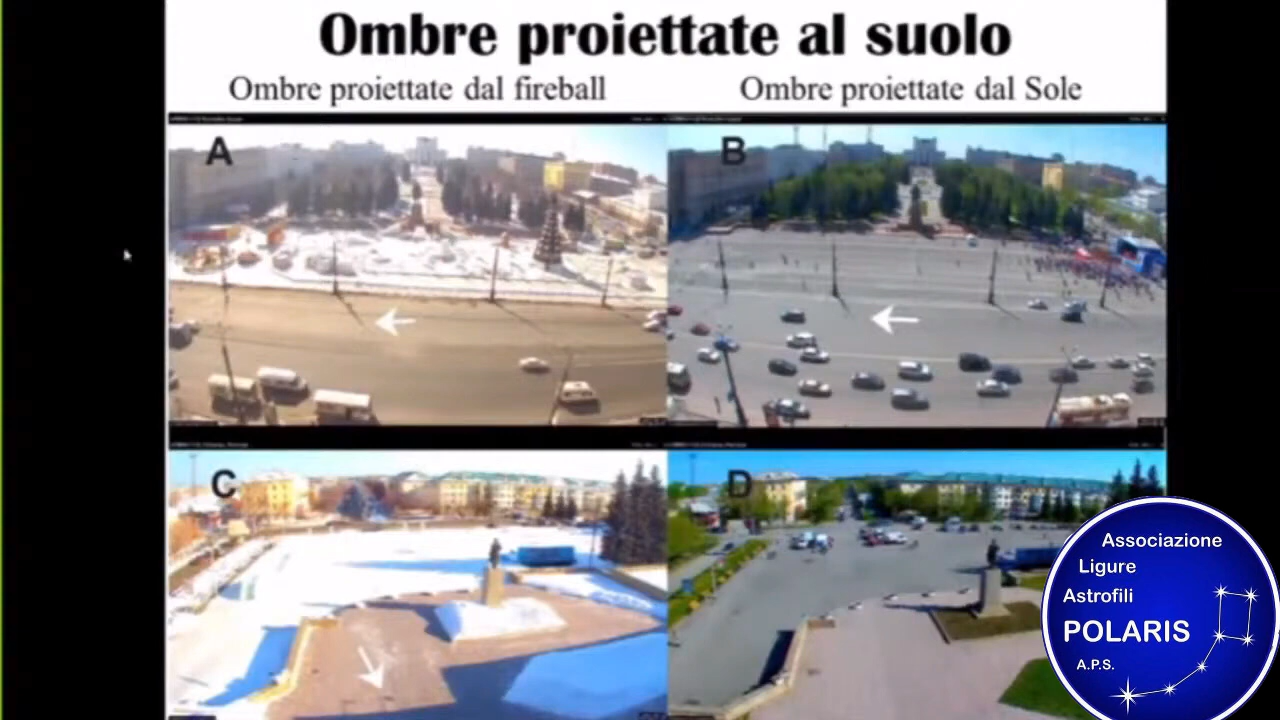 Ombre proiettate al suolo
Ombre proiettate dal fireball
Ombre proiettate dal Sole
A
B
C
D
Associazione
Ligure
Astrofili
POLARIS
A.P.S.